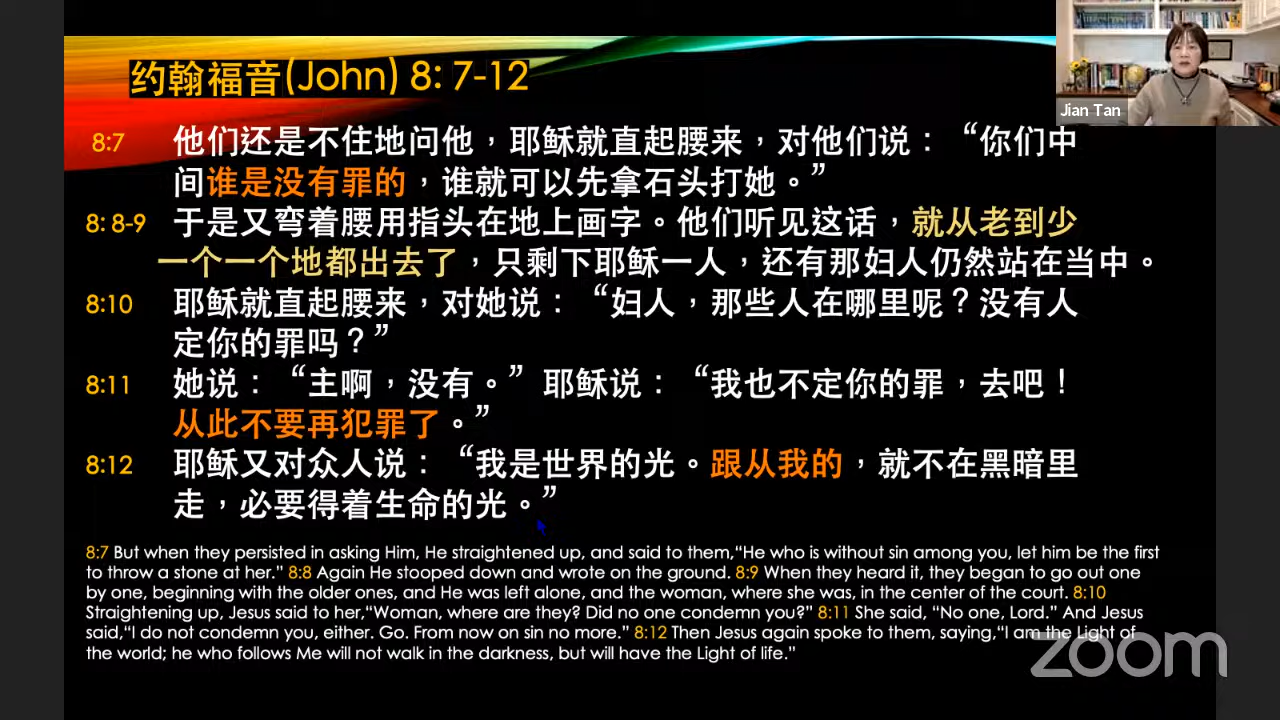 约翰福音(John) 8: 7-12
Jian Tan
8:7 他们还是不住地问他，耶稣就直起腰来，对他们说：“你们中
间谁是没有罪的，谁就可以先拿石头打她。”
8: 8-9 于是又弯着腰用指头在地上画字。他们听见这话，就从老到少
一个一个地都出去了，只剩下耶稣一人，还有那妇人仍然站在当中。
8:10 耶稣就直起腰来，对她说：“妇人，那些人在哪里呢？没有人
定你的罪吗？”
8:11 她说：“主啊，没有。”耶稣说：“我也不定你的罪，去吧！
从此不要再犯罪了。”
8:12 耶稣又对众人说：“我是世界的光。跟从我的，就不在黑暗里
走，必要得着生命的光。”
8:7 But when they persisted in asking Him, He straightened up, and said to them,“He who is without sin among you, let him be the first
to throw a stone at her.” 8:8 Again He stooped down and wrote on the ground. 8:9 When they heard it, they began to go out one
by one, beginning with the older ones, and He was left alone, and the woman, where she was, in the center of the court. 8:10
Straightening up, Jesus said to her,“Woman, where are they? Did no one condemn you?” 8:11 She said, “No one, Lord.” And Jesus
said,“I do not condemn you, either. Go. From now on sin no more.” 8:12 Then Jesus again spoke to them, saying,“I am the Light of
the world; he who follows Me will not walk in the darkness, but will have the Light of life.”
zoom